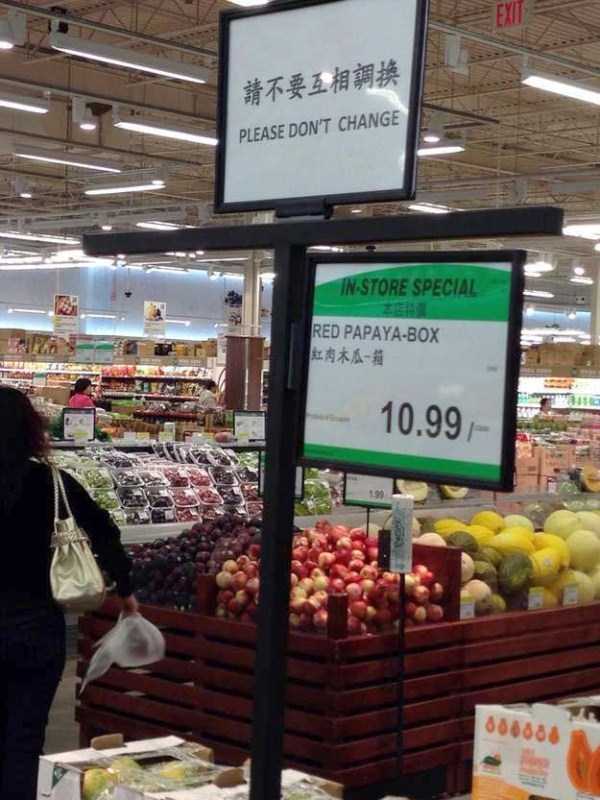 EXIT
請不要互相調換
PLEASE DON'T CHANGE
IN-STORE SPECIAL
本店特價
RED PAPAYA-BOX
紅肉木瓜-箱
10.99/
1.99